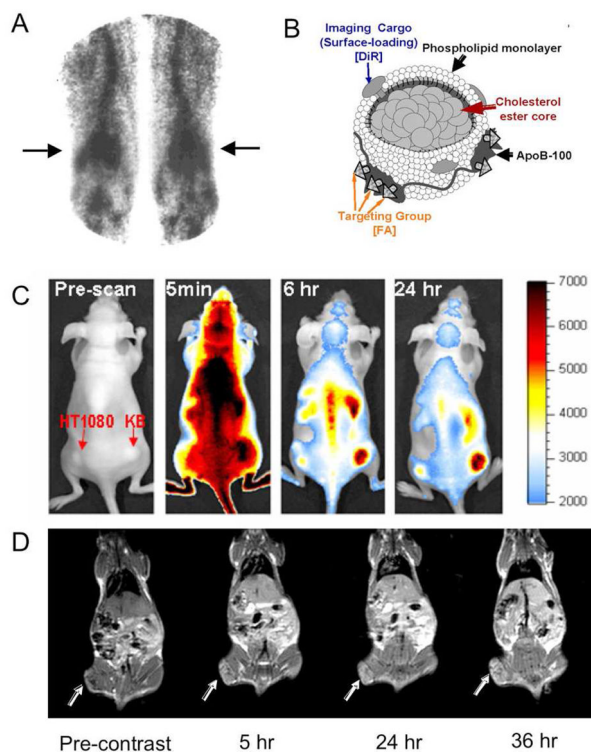 A
B
Imaging Cargo
(Surface-loading)
[DiR]
Phospholipid monolayer
Cholesterol
ester core
ApoB-100
Targeting Group
[FA]
C
Pre-scan
5min
6 hr
24 hr
HT1080
KB
7000
6000
5000
4000
3000
2000
D
Pre-contrast
5 hr
24 hr
36 hr